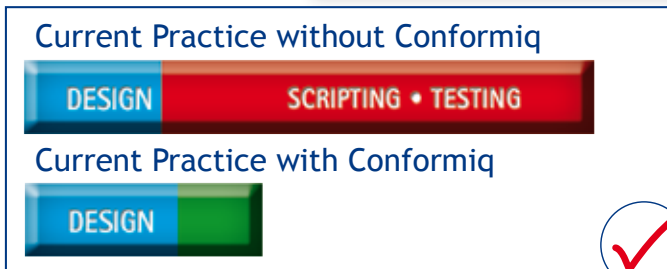 Current Practice without Conformiq
DESIGN SCRIPTING • TESTING
Current Practice with Conformiq
DESIGN